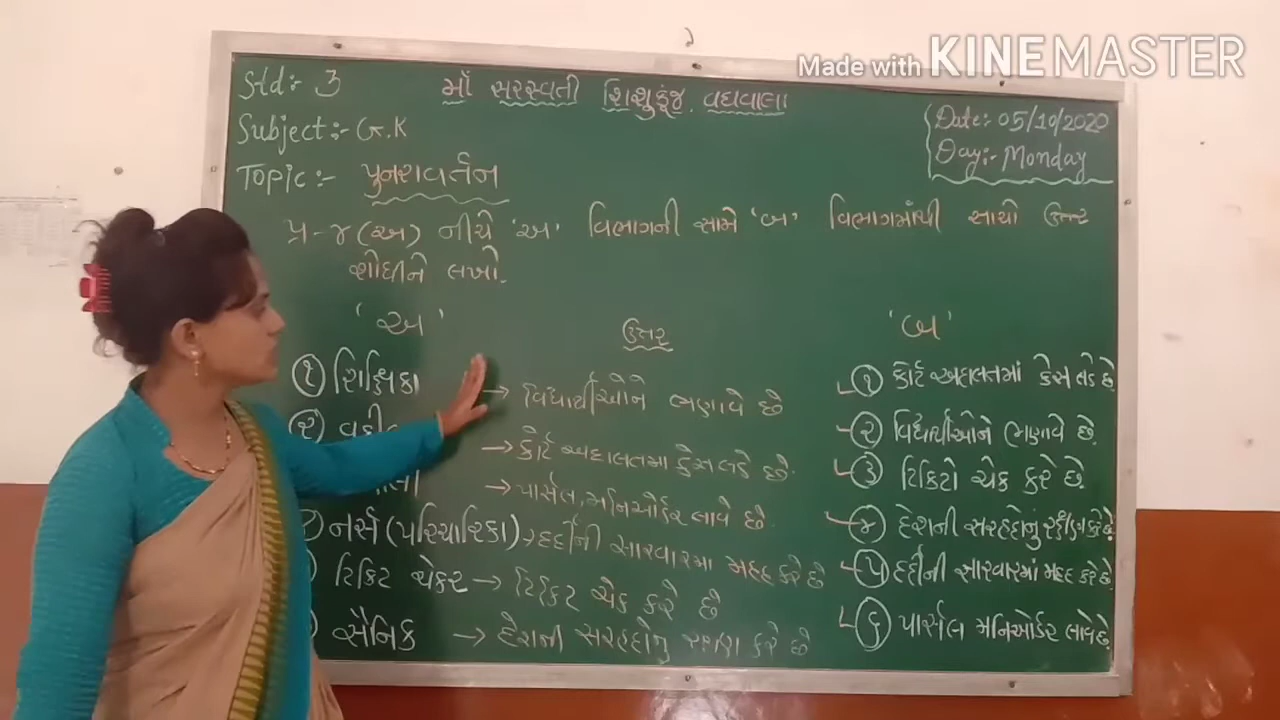 Made with KINEMASTER
Std:- 3
માઁ સરસ્વતી શિશુકુંજ. વઘવાલા
Date:- 05/10/2020
Subject:- G.K
Day:- Monday
Topic:- પુનરાવર્તન
પ્ર-૪ (અ) નીચે 'અ' વિભાગની સામે 'બ' વિભાગમાંથી સાચો ઉત્તર
શોધીને લખો.
'અ' ઉત્તર 'બ'
૧ શિક્ષિકા → વિદ્યાર્થીઓને ભણાવે છે ૧ કોર્ટ અદાલતમાં કેસ લડે છે
૨ → કોર્ટ અદાલતમા કેસ લડે છે. ૨ વિદ્યાર્થીઓને ભણાવે છે.
→ પાર્સલ, મનિઓર્ડર લાવે છે ૩ ટિકિટો ચેક કરે છે.
૪ નર્સ (પરિચારિકા) → દર્દીની સારવારમા મદદ કરે છે ૪ દેશની સરહદોનું રક્ષણ કરે છે
ટિકિટ ચેકર → ટિકિટ ચેક કરે છે ૫ દર્દીની સારવારમાં મદદ કરે છે
સૈનિક → દેશની સરહદોનુ રક્ષણ કરે છે ૬ પાર્સલ મનિઓર્ડર લાવે છે